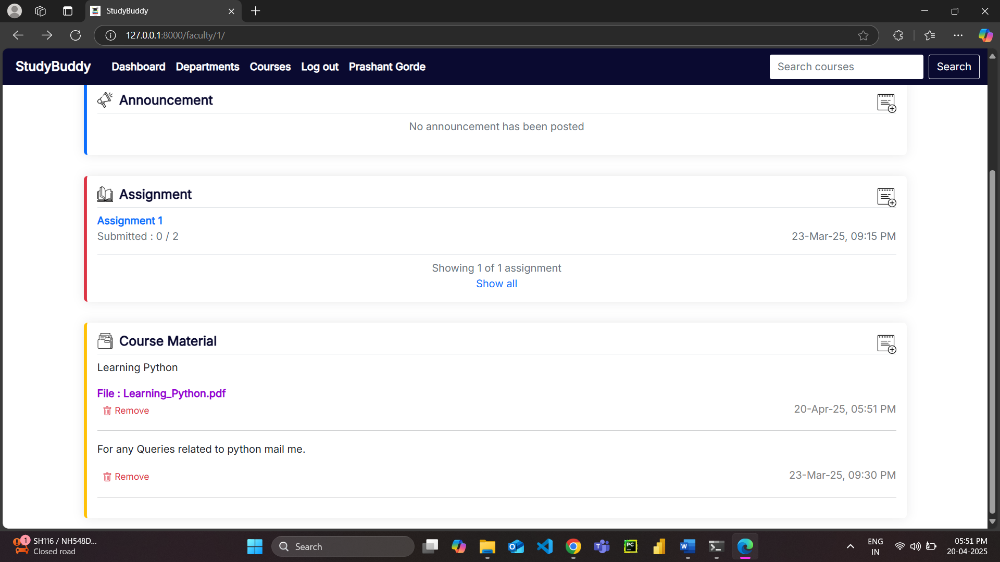 StudyBuddy
127.0.0.1:8000/faculty/1/
StudyBuddy Dashboard Departments Courses Log out Prashant Gorde Search courses Search
Announcement
No announcement has been posted
Assignment
Assignment 1
Submitted : 0 / 2 23-Mar-25, 09:15 PM
Showing 1 of 1 assignment
Show all
Course Material
Learning Python
File : Learning_Python.pdf
Remove 20-Apr-25, 05:51 PM
For any Queries related to python mail me.
Remove 23-Mar-25, 09:30 PM
1 SH116 / NH548D...
Closed road
Search
ENG
IN
05:51 PM
20-04-2025